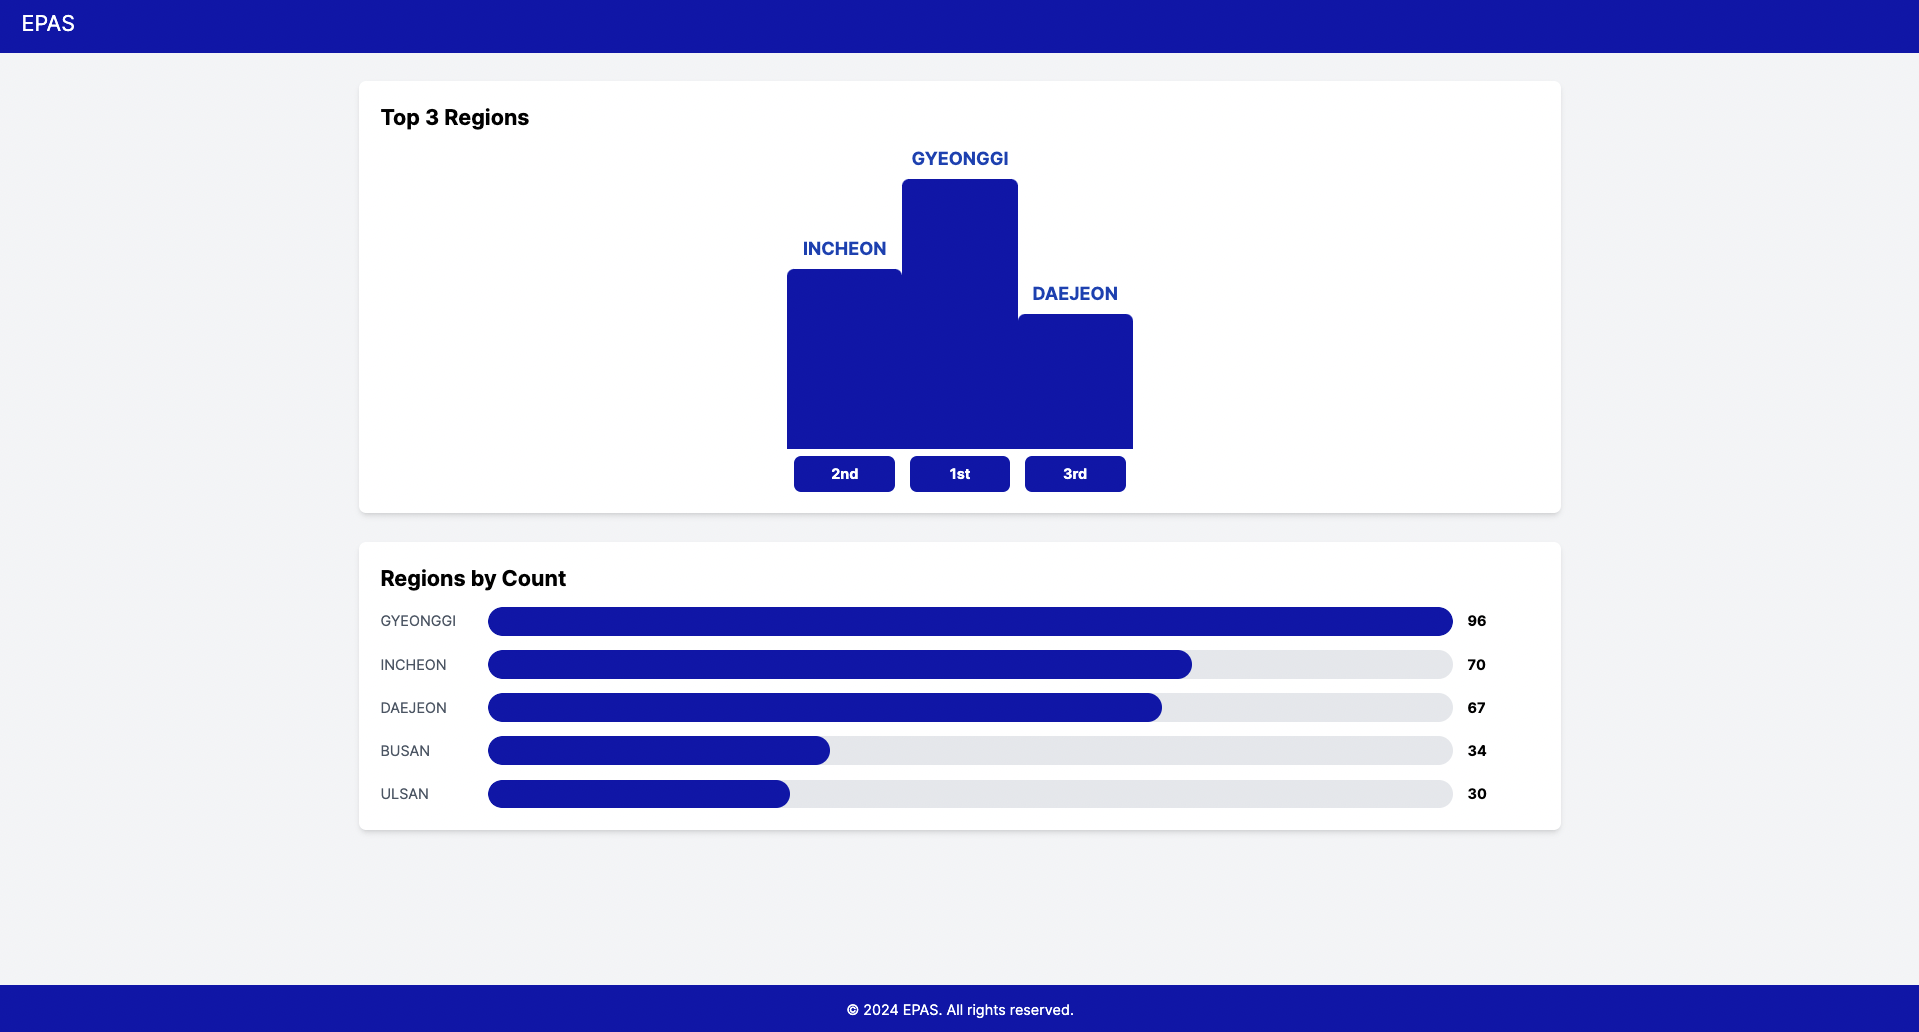 EPAS
Top 3 Regions
GYEONGGI
INCHEON
DAEJEON
2nd 1st 3rd
Regions by Count
GYEONGGI 96
INCHEON 70
DAEJEON 67
BUSAN 34
ULSAN 30
© 2024 EPAS. All rights reserved.